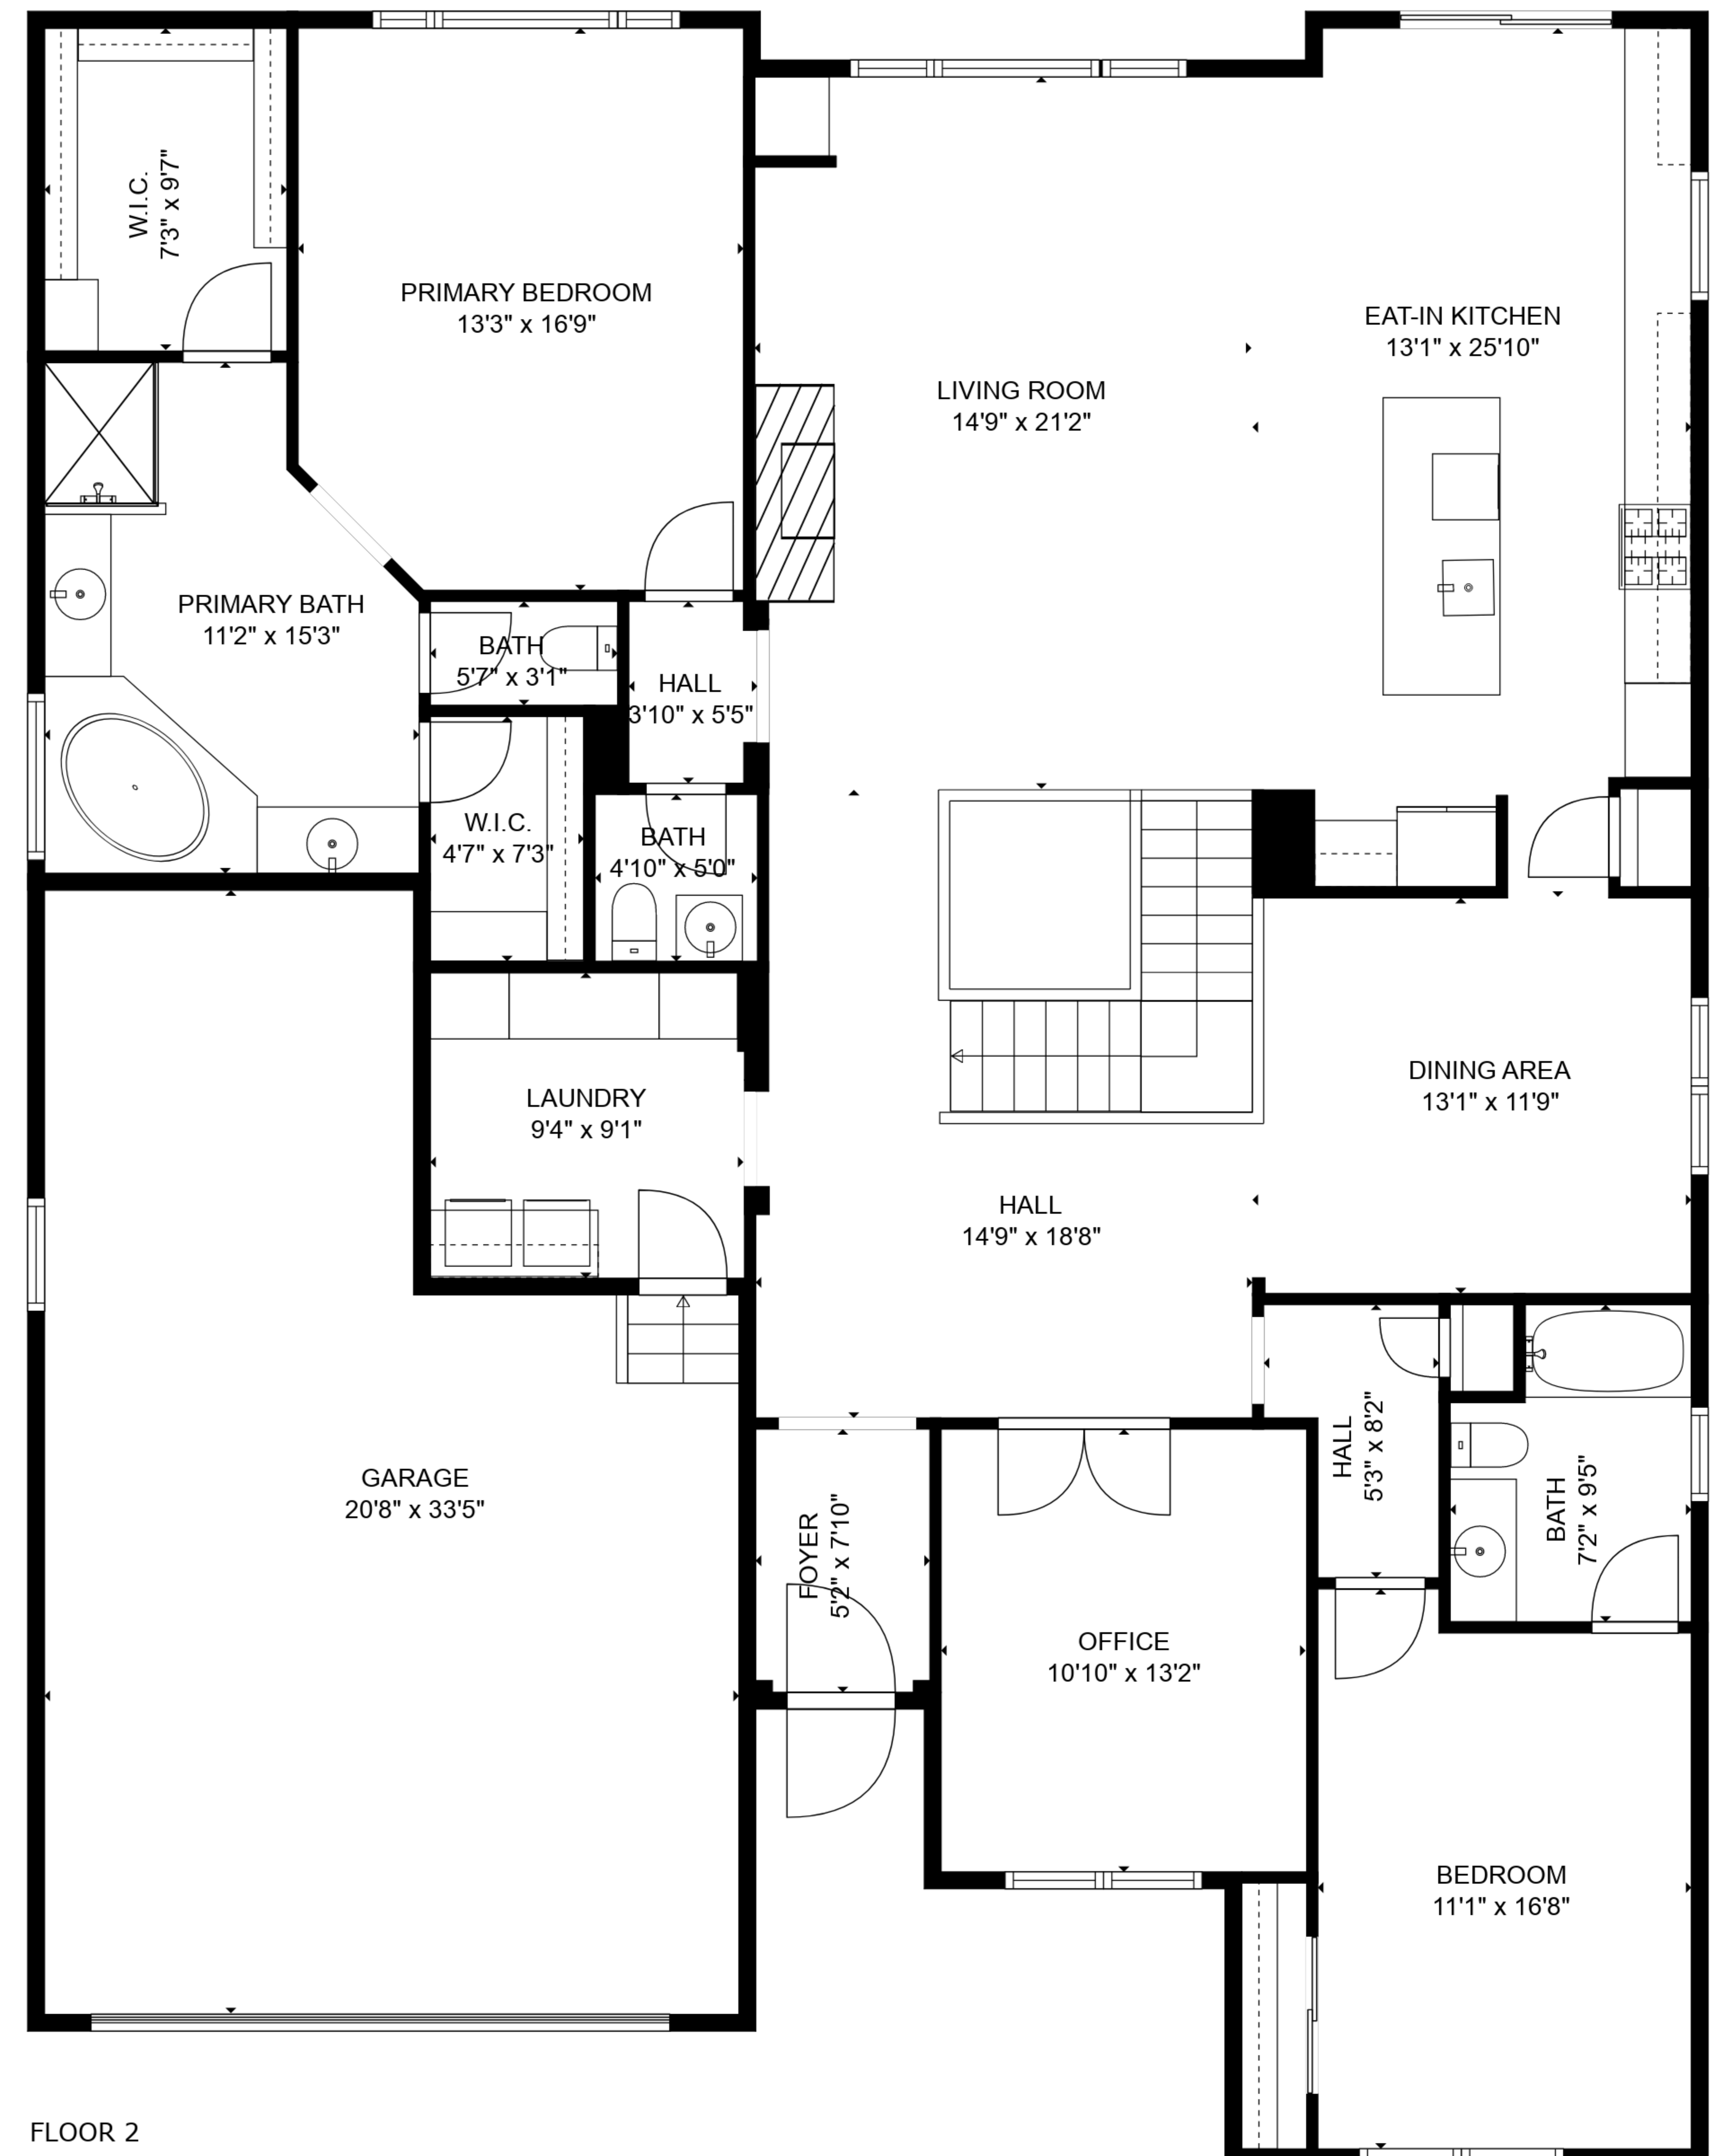 W.I.C.
7'3" x 9'7"
PRIMARY BEDROOM
13'3" x 16'9"
LIVING ROOM
14'9" x 21'2"
EAT-IN KITCHEN
13'1" x 25'10"
PRIMARY BATH
11'2" x 15'3"
BATH
5'7" x 3'1"
HALL
3'10" x 5'5"
W.I.C.
4'7" x 7'3"
BATH
4'10" x 5'0"
LAUNDRY
9'4" x 9'1"
DINING AREA
13'1" x 11'9"
HALL
14'9" x 18'8"
GARAGE
20'8" x 33'5"
FOYER
5'2" x 7'10"
HALL
5'3" x 8'2"
BATH
7'2" x 9'5"
OFFICE
10'10" x 13'2"
BEDROOM
11'1" x 16'8"
FLOOR 2